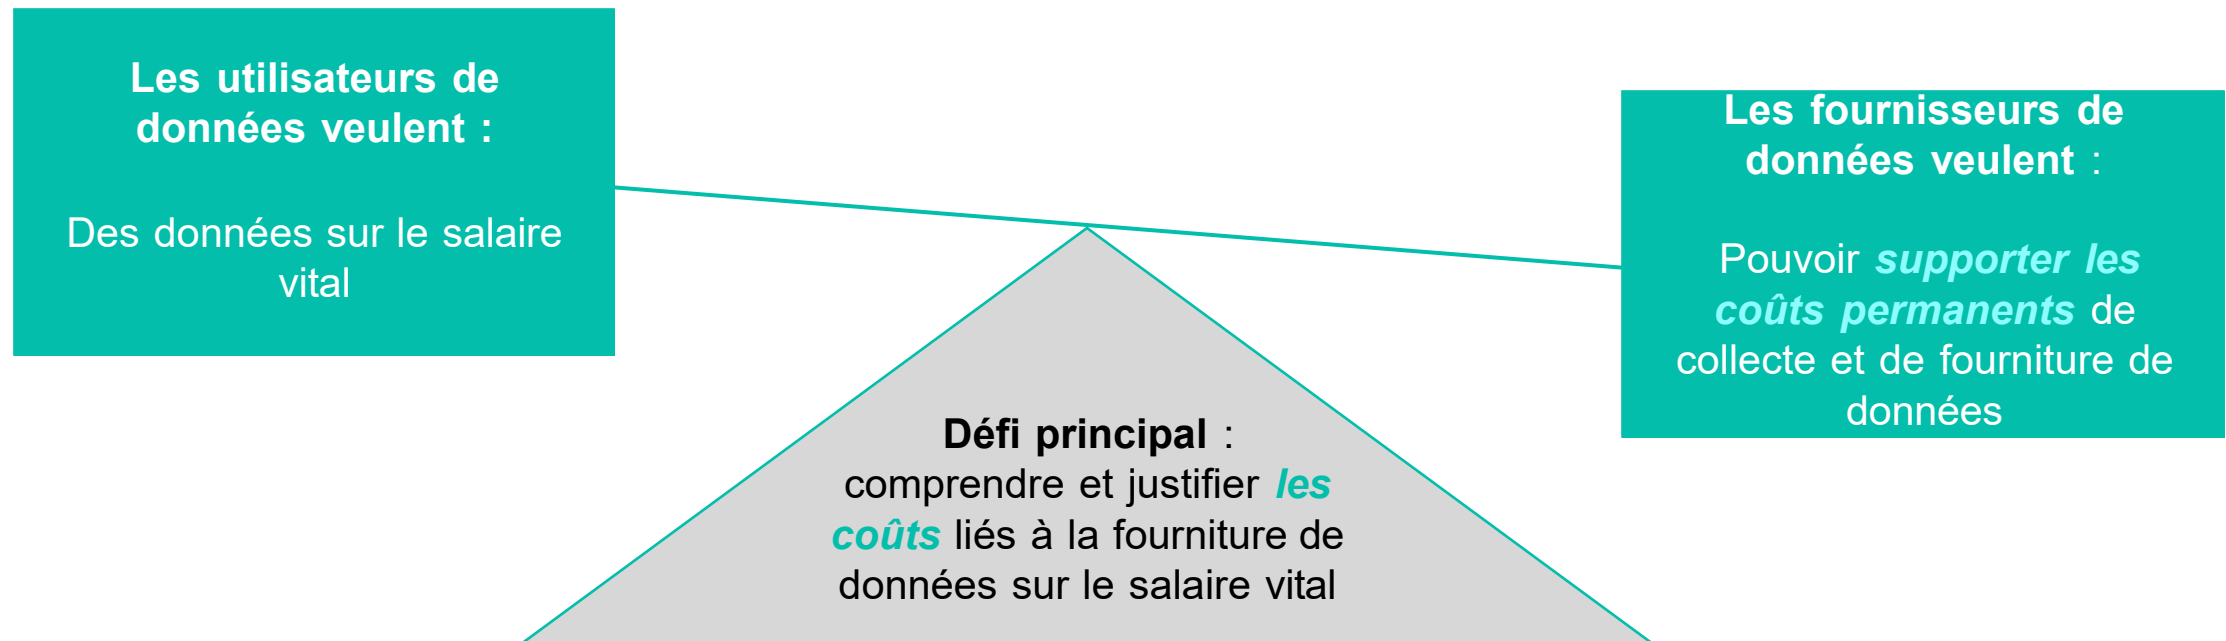 Les utilisateurs de
données veulent :
Des données sur le salaire
vital
Les fournisseurs de
données veulent :
Pouvoir supporter les
coûts permanents de
collecte et de fourniture de
données
Défi principal :
comprendre et justifier les
coûts liés à la fourniture de
données sur le salaire vital